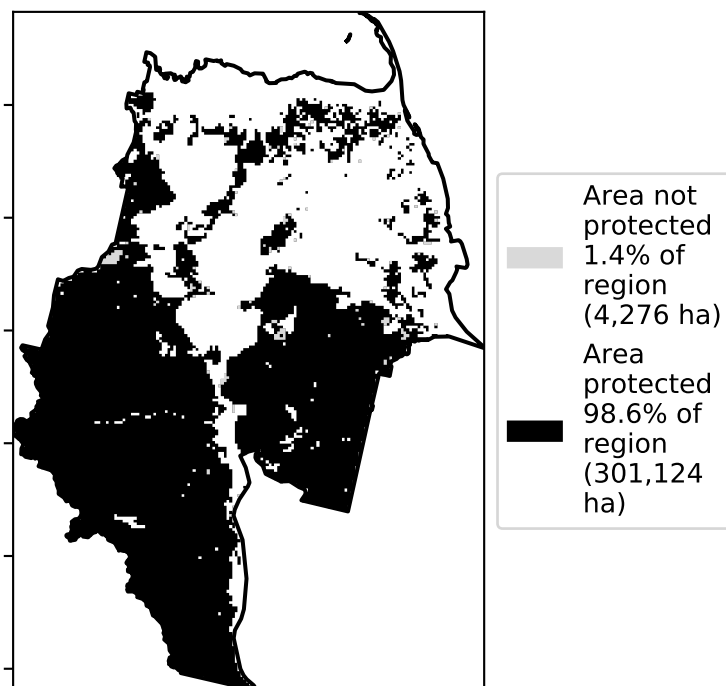 Area not
protected
1.4% of
region
(4,276 ha)
Area
protected
98.6% of
region
(301,124
ha)